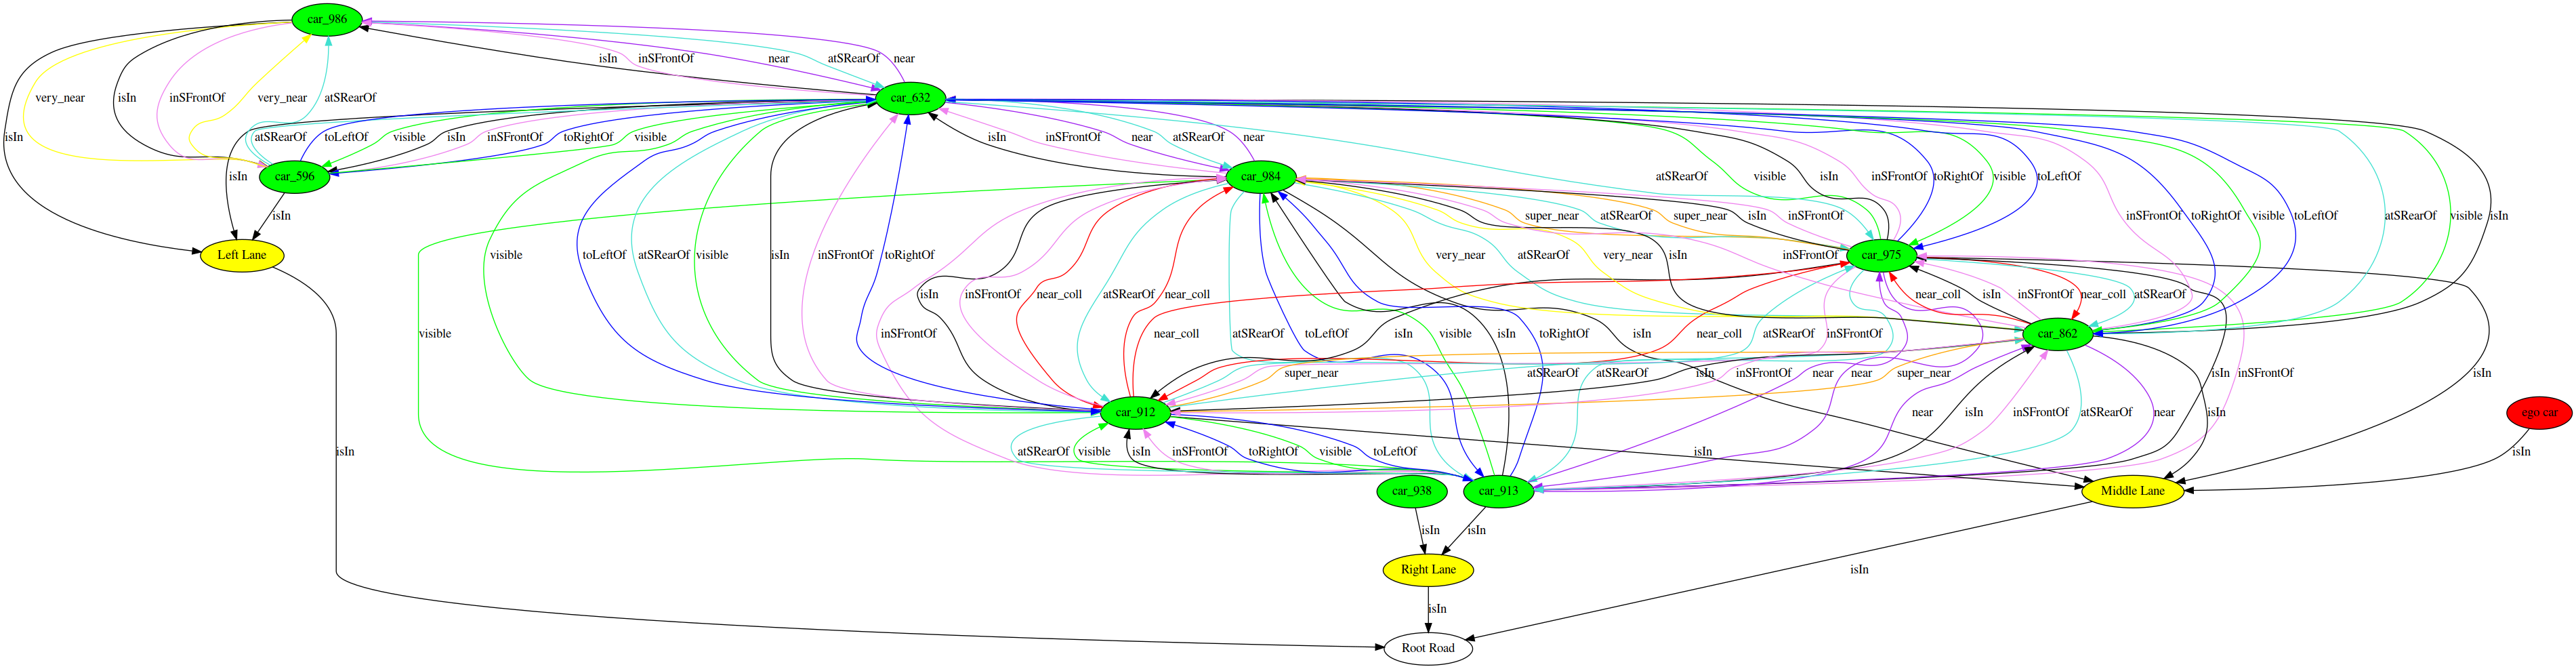 car_986
isIn inSFrontOf near atSRearOf near
very_near isIn inSFrontOf very_near atSRearOf
car_632
isIn atSRearOf toLeftOf visible isIn inSFrontOf toRightOf visible isIn inSFrontOf near atSRearOf near
car_596 isIn car_984 atSRearOf visible isIn inSFrontOf toRightOf visible toLeftOf
isIn super_near atSRearOf super_near isIn inSFrontOf inSFrontOf toRightOf visible toLeftOf atSRearOf visible isIn
Left Lane visible toLeftOf atSRearOf visible isIn inSFrontOf toRightOf very_near atSRearOf very_near isIn inSFrontOf car_975
isIn inSFrontOf near_coll atSRearOf near_coll isIn inSFrontOf near_coll atSRearOf
visible inSFrontOf near_coll atSRearOf toLeftOf isIn visible toRightOf isIn isIn near_coll atSRearOf inSFrontOf car_862
super_near atSRearOf atSRearOf isIn inSFrontOf near near super_near isIn inSFrontOf isIn
car_912 near isIn inSFrontOf atSRearOf near isIn ego car
isIn atSRearOf visible isIn inSFrontOf toRightOf visible toLeftOf isIn isIn
car_938 car_913 Middle Lane
isIn isIn
Right Lane isIn
isIn
Root Road